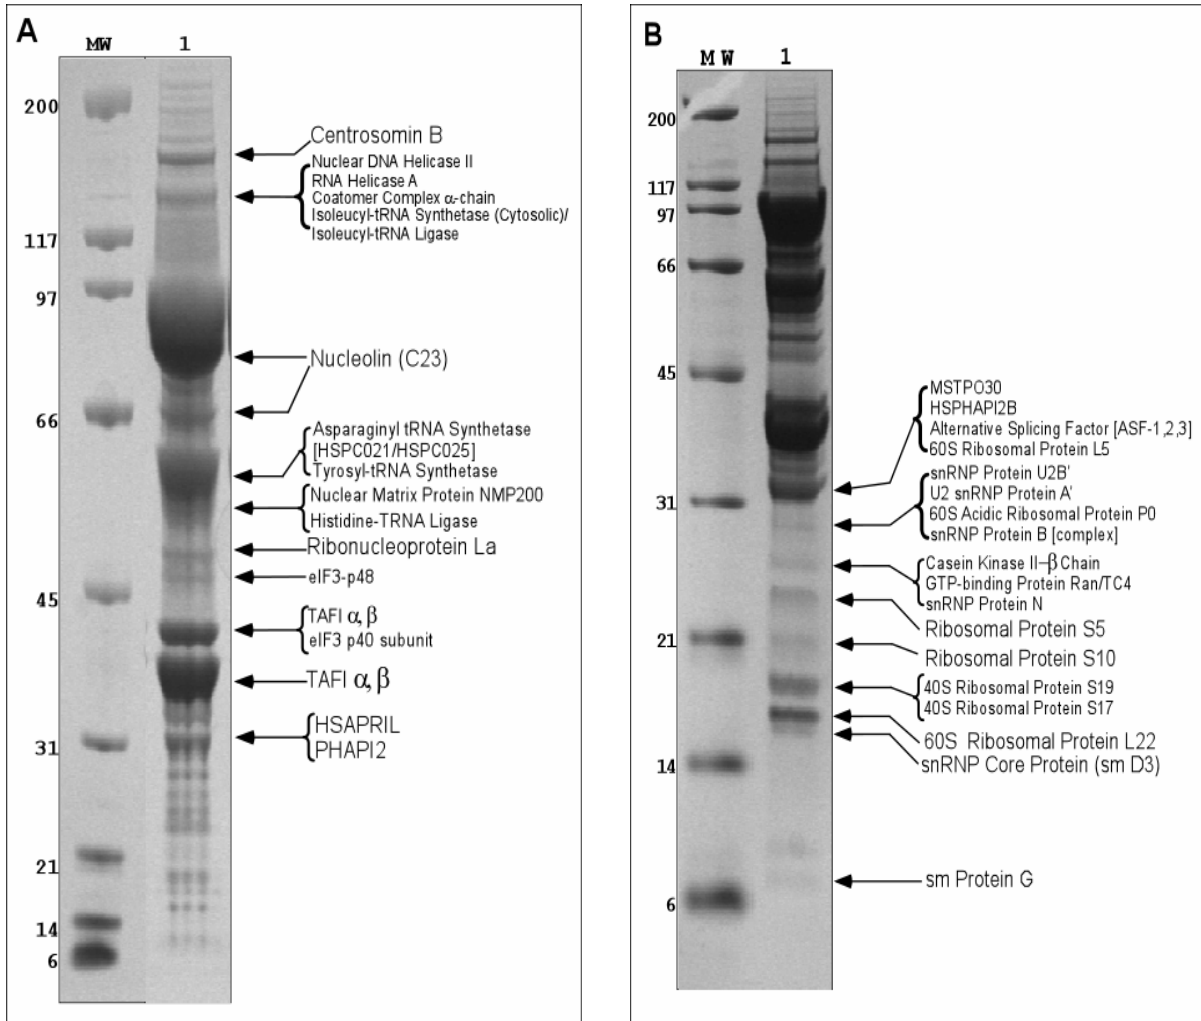 A
MW 1
200
117
97
66
45
31
21
14
6
Centrosomin B
Nuclear DNA Helicase II
RNA Helicase A
Coatomer Complex α-chain
Isoleucyl-tRNA Synthetase (Cytosolic)/
Isoleucyl-tRNA Ligase
Nucleolin (C23)
Asparaginyl tRNA Synthetase
[HSPC021/HSPC025]
Tyrosyl-tRNA Synthetase
Nuclear Matrix Protein NMP200
Histidine-TRNA Ligase
Ribonucleoprotein La
eIF3-p48
TAFI α, β
eIF3 p40 subunit
TAFI α, β
HSAPRIL
PHAPI2
B
MW 1
200
117
97
66
45
31
21
14
6
MSTPO30
HSPHAPI2B
Alternative Splicing Factor [ASF-1,2,3]
60S Ribosomal Protein L5
snRNP Protein U2B'
U2 snRNP Protein A'
60S Acidic Ribosomal Protein P0
snRNP Protein B [complex]
Casein Kinase II–β Chain
GTP-binding Protein Ran/TC4
snRNP Protein N
Ribosomal Protein S5
Ribosomal Protein S10
40S Ribosomal Protein S19
40S Ribosomal Protein S17
60S Ribosomal Protein L22
snRNP Core Protein (sm D3)
sm Protein G